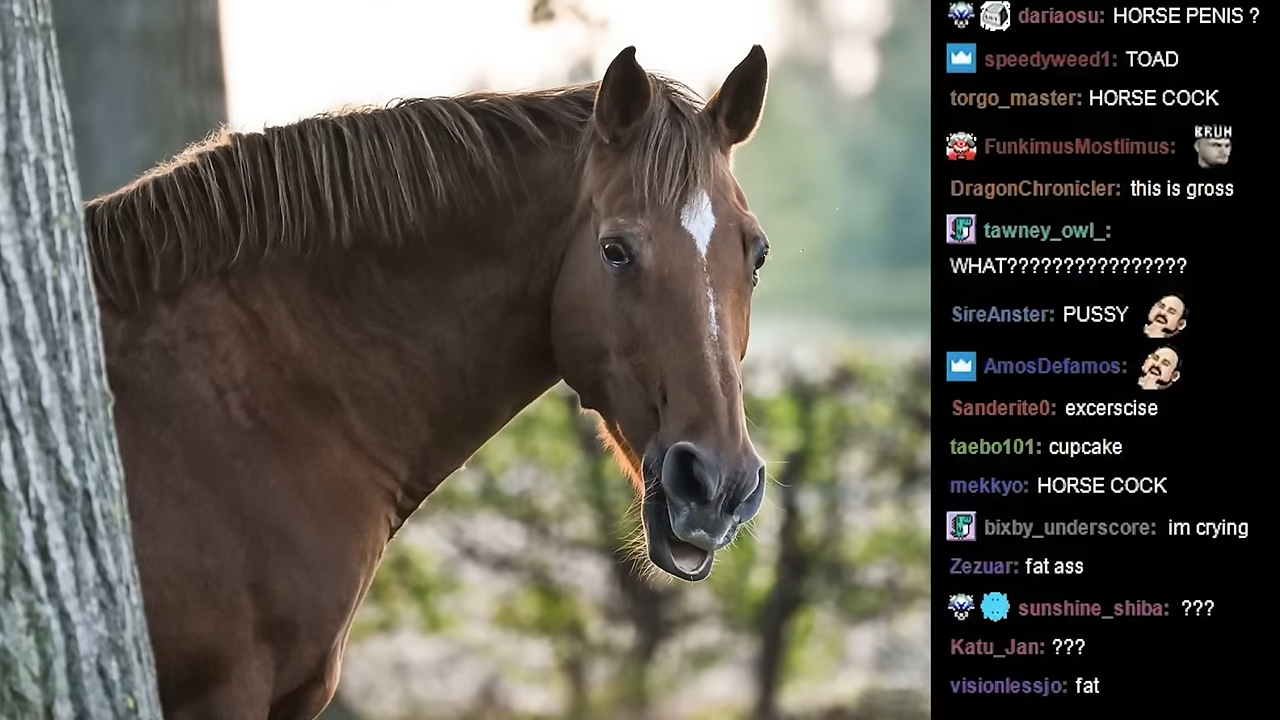 dariaosu: HORSE PENIS ?
speedyweed1: TOAD
torgo_master: HORSE COCK
FunkimusMostlimus: BRUH
DragonChronicler: this is gross
tawney_owl_:
WHAT????????????????
SireAnster: PUSSY
AmosDefamos:
Sanderite0: excerscise
taebo101: cupcake
mekkyo: HORSE COCK
bixby_underscore: im crying
Zezuar: fat ass
sunshine_shiba: ???
Katu_Jan: ???
visionlessjo: fat